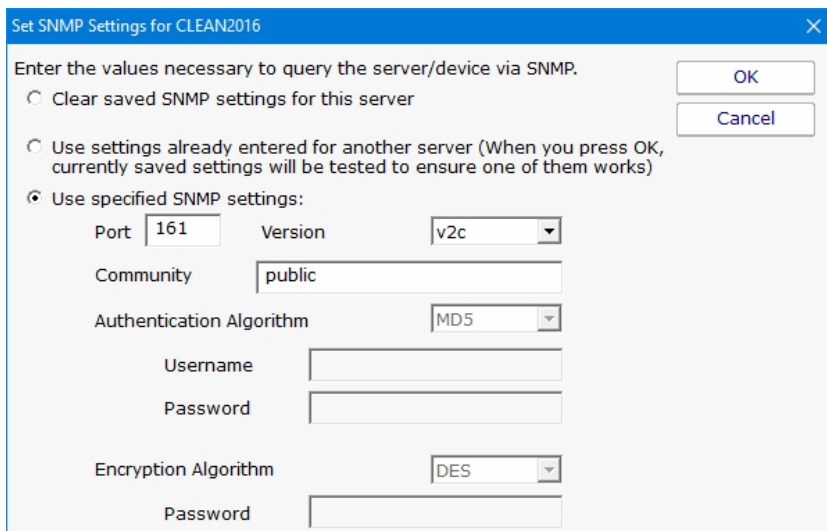 Set SNMP Settings for CLEAN2016
Enter the values necessary to query the server/device via SNMP.
OK
Clear saved SNMP settings for this server
Cancel
Use settings already entered for another server (When you press OK,
currently saved settings will be tested to ensure one of them works)
Use specified SNMP settings:
Port 161 Version v2c
Community public
Authentication Algorithm MD5
Username
Password
Encryption Algorithm DES
Password